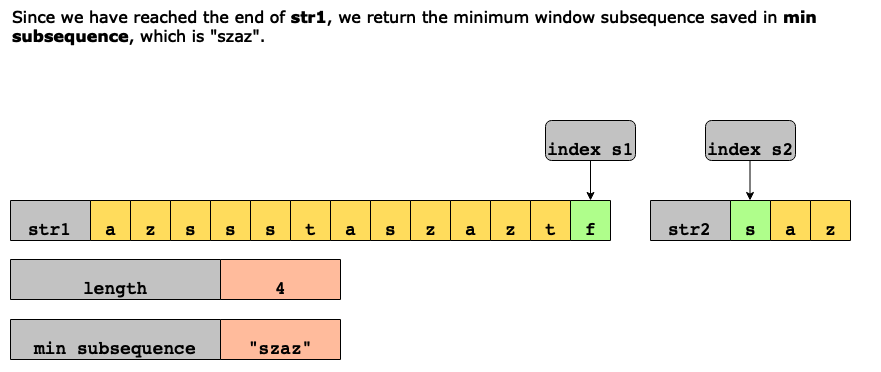 Since we have reached the end of str1, we return the minimum window subsequence saved in min
subsequence, which is "szaz".
index s1 index s2
str1 a z s s s t a s z a z t f str2 s a z
length 4
min subsequence "szaz"